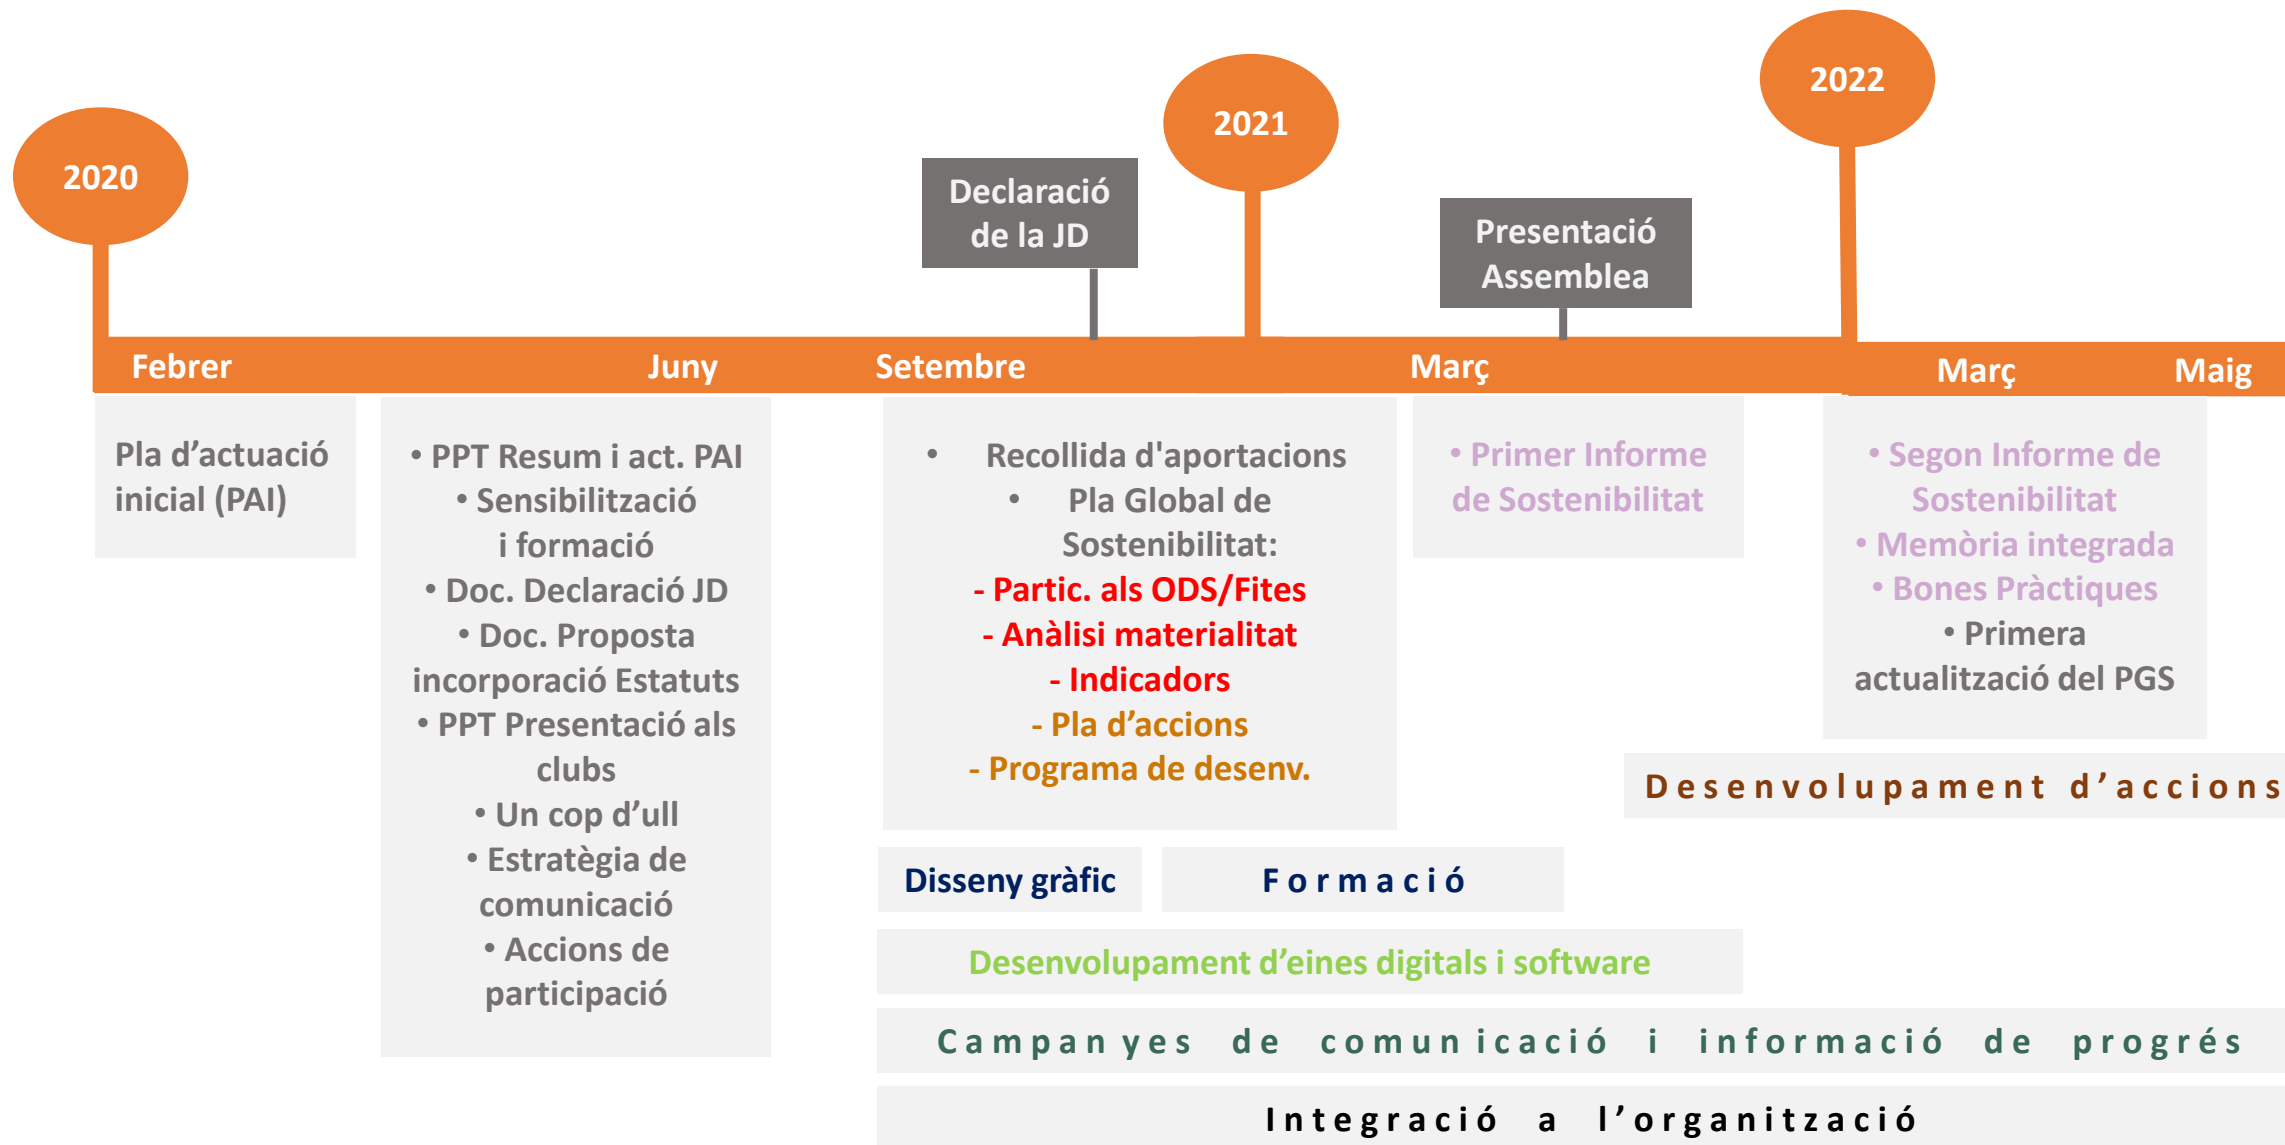 2020
2021
2022
Declaració
de la JD
Presentació
Assemblea
Febrer
Juny
Setembre
Març
Març
Maig
Pla d’actuació
inicial (PAI)
• PPT Resum i act. PAI
• Sensibilització
i formació
• Doc. Declaració JD
• Doc. Proposta
incorporació Estatuts
• PPT Presentació als
clubs
• Un cop d’ull
• Estratègia de
comunicació
• Accions de
participació
• Recollida d'aportacions
• Pla Global de
Sostenibilitat:
- Partic. als ODS/Fites
- Anàlisi materialitat
- Indicadors
- Pla d’accions
- Programa de desenv.
• Primer Informe
de Sostenibilitat
• Segon Informe de
Sostenibilitat
• Memòria integrada
• Bones Pràctiques
• Primera
actualització del PGS
Desenvolupament d’accions
Disseny gràfic
Formació
Desenvolupament d’eines digitals i software
Campanyes de comunicació i informació de progrés
Integració a l’organització